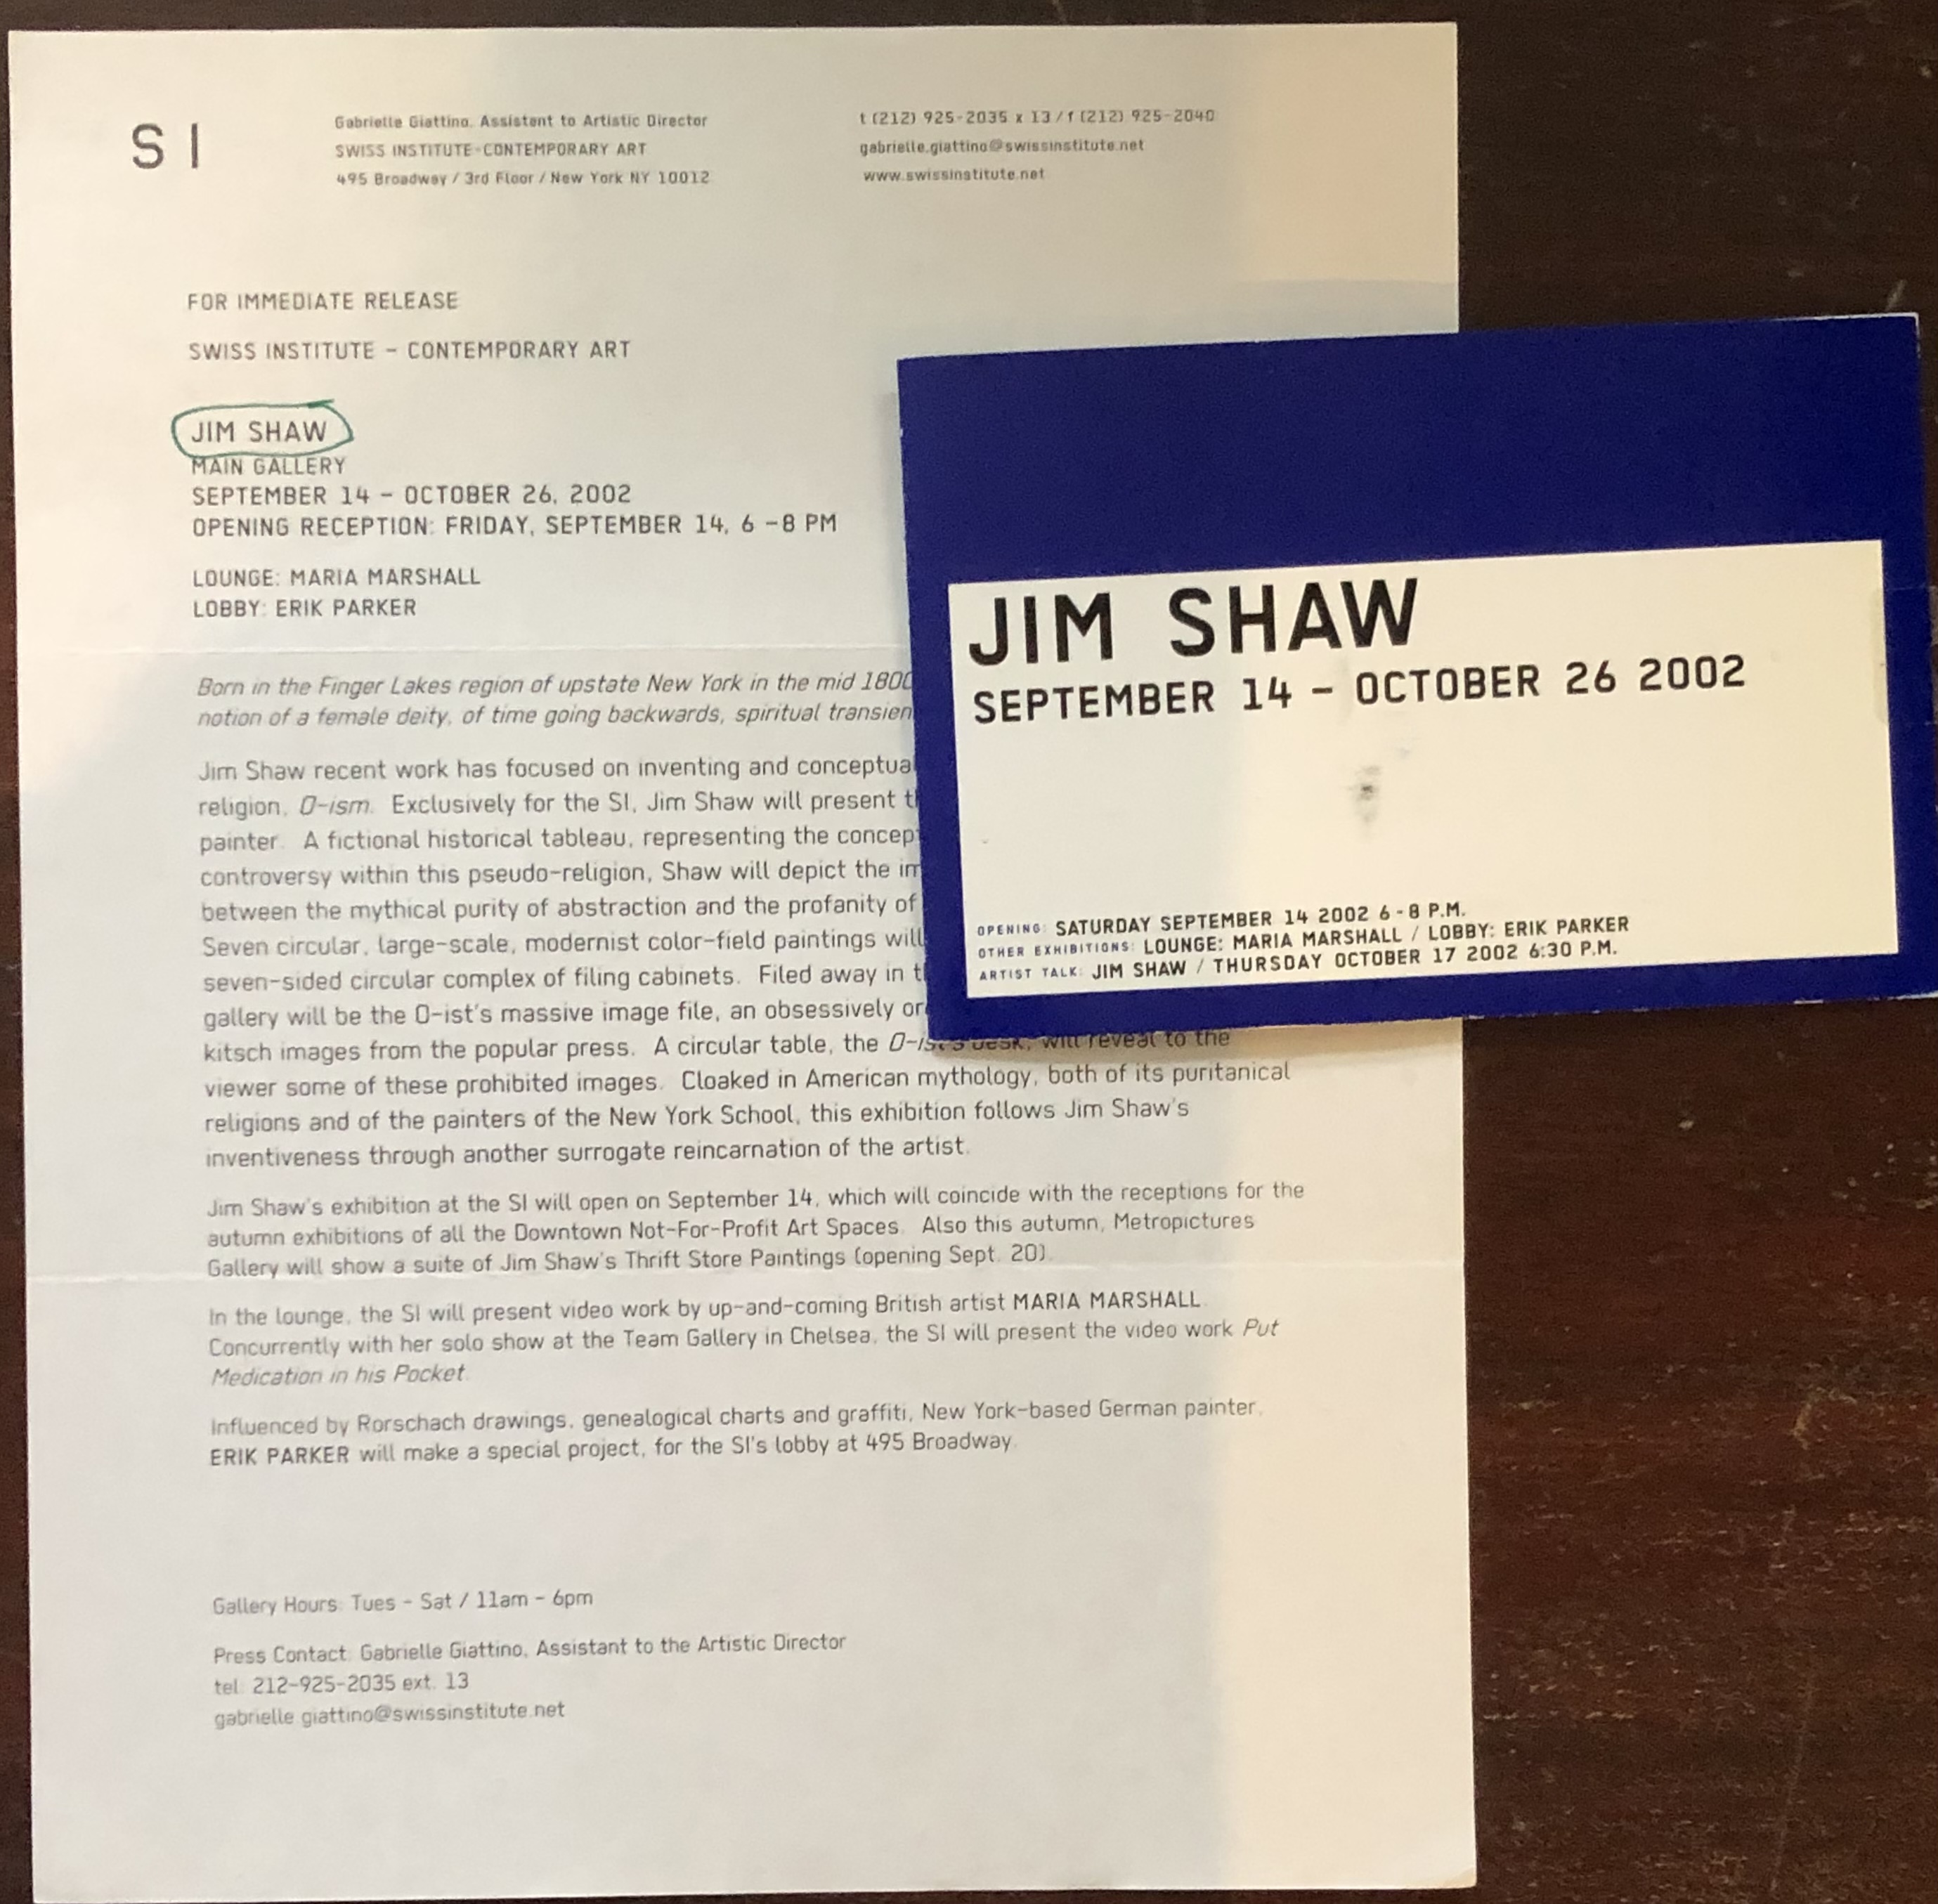 S I
Gabrielle Giattino, Assistant to Artistic Director
SWISS INSTITUTE-CONTEMPORARY ART
495 Broadway / 3rd Floor / New York NY 10012
t (212) 925-2035 x 13 / f (212) 925-2040
gabrielle.giattino@swissinstitute.net
www.swissinstitute.net
FOR IMMEDIATE RELEASE
SWISS INSTITUTE – CONTEMPORARY ART
JIM SHAW
MAIN GALLERY
SEPTEMBER 14 – OCTOBER 26, 2002
OPENING RECEPTION: FRIDAY, SEPTEMBER 14, 6 –8 PM
LOUNGE: MARIA MARSHALL
LOBBY: ERIK PARKER
Born in the Finger Lakes region of upstate New York in the mid
notion of a female deity, of time going backwards, spiritual
Jim Shaw recent work has focused on inventing and
religion, O-ism. Exclusively for the SI, Jim Shaw will present
painter. A fictional historical tableau, representing the
controversy within this pseudo-religion, Shaw will depict the
between the mythical purity of abstraction and the profanity of
Seven circular, large-scale, modernist color-field paintings will
seven-sided circular complex of filing cabinets. Filed away in
gallery will be the O-ist's massive image file, an obsessively
kitsch images from the popular press. A circular table, the O-ist's desk, will reveal to the
viewer some of these prohibited images. Cloaked in American mythology, both of its puritanical
religions and of the painters of the New York School, this exhibition follows Jim Shaw's
inventiveness through another surrogate reincarnation of the artist.
Jim Shaw's exhibition at the SI will open on September 14, which will coincide with the receptions for the
autumn exhibitions of all the Downtown Not-For-Profit Art Spaces. Also this autumn, Metropictures
Gallery will show a suite of Jim Shaw's Thrift Store Paintings (opening Sept. 20).
In the lounge, the SI will present video work by up-and-coming British artist MARIA MARSHALL.
Concurrently with her solo show at the Team Gallery in Chelsea, the SI will present the video work Put
Medication in his Pocket.
Influenced by Rorschach drawings, genealogical charts and graffiti, New York-based German painter,
ERIK PARKER will make a special project, for the SI's lobby at 495 Broadway.
Gallery Hours: Tues – Sat / 11am – 6pm
Press Contact: Gabrielle Giattino, Assistant to the Artistic Director
tel: 212-925-2035 ext. 13
gabrielle.giattino@swissinstitute.net
JIM SHAW
SEPTEMBER 14 – OCTOBER 26 2002
OPENING: SATURDAY SEPTEMBER 14 2002 6 - 8 P.M.
OTHER EXHIBITIONS: LOUNGE: MARIA MARSHALL / LOBBY: ERIK PARKER
ARTIST TALK: JIM SHAW / THURSDAY OCTOBER 17 2002 6:30 P.M.